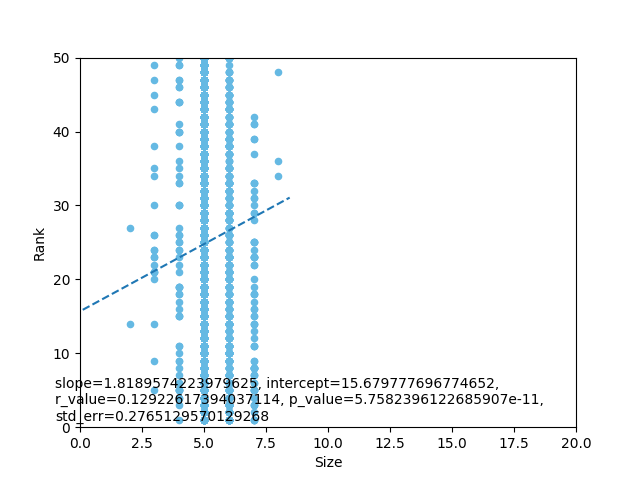 50
40
30
20
10
0
Rank
slope=1.8189574223979625, intercept=15.679777696774652,
r_value=0.12922617394037114, p_value=5.7582396122685907e-11,
std_err=0.2765129570129268
0.0 2.5 5.0 7.5 10.0 12.5 15.0 17.5 20.0
Size